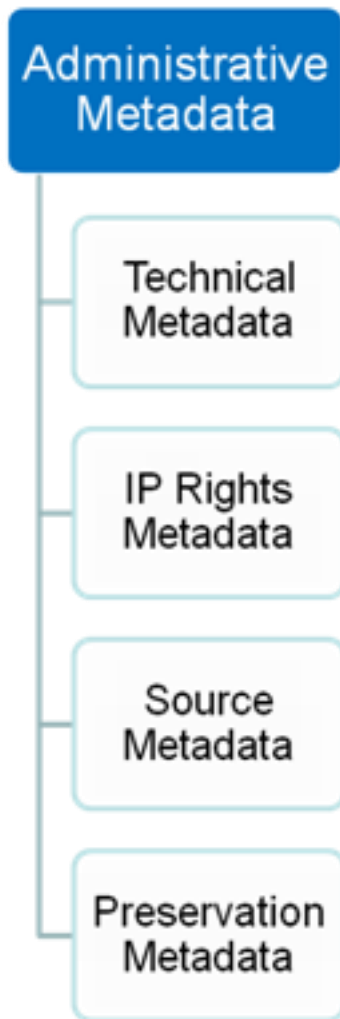 Administrative
Metadata
Technical
Metadata
IP Rights
Metadata
Source
Metadata
Preservation
Metadata